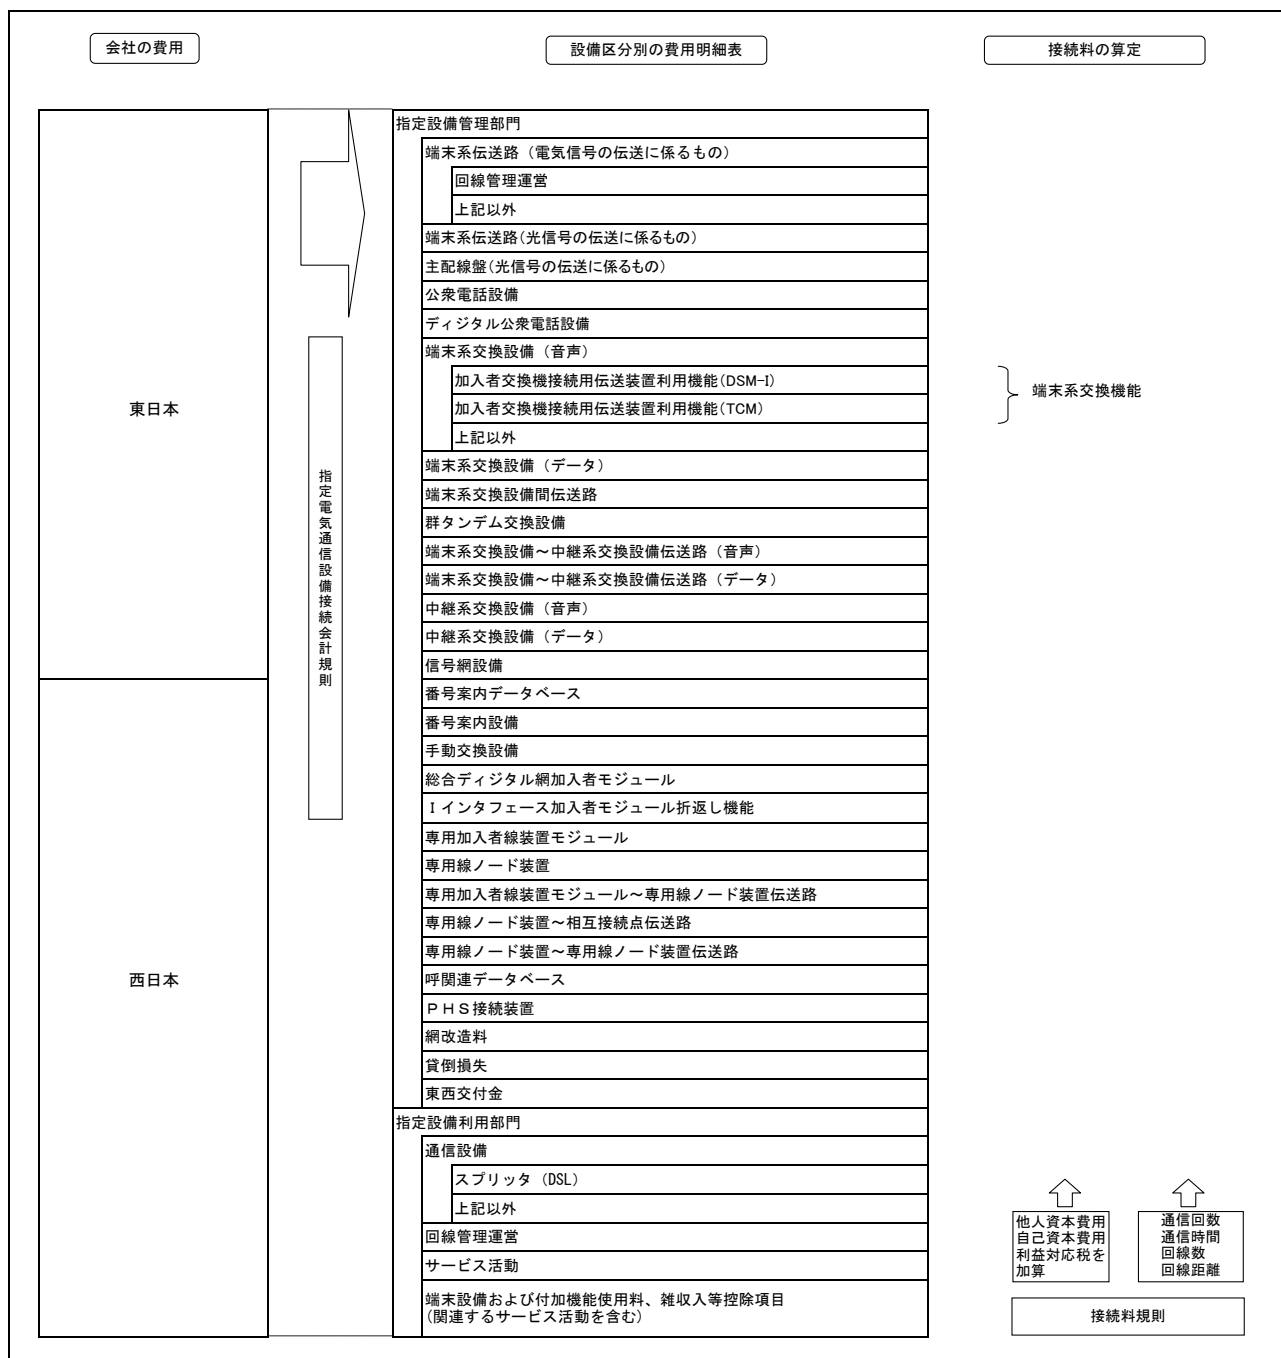 会社の費用
設備区分別の費用明細表
接続料の算定
東日本
西日本
指定電気通信設備接続会計規則
指定設備管理部門
端末系伝送路（電気信号の伝送に係るもの）
回線管理運営
上記以外
端末系伝送路(光信号の伝送に係るもの)
主配線盤(光信号の伝送に係るもの)
公衆電話設備
ディジタル公衆電話設備
端末系交換設備（音声）
加入者交換機接続用伝送装置利用機能(DSM-I)
加入者交換機接続用伝送装置利用機能(TCM)
上記以外
端末系交換設備（データ）
端末系交換設備間伝送路
群タンデム交換設備
端末系交換設備～中継系交換設備伝送路（音声）
端末系交換設備～中継系交換設備伝送路（データ）
中継系交換設備（音声）
中継系交換設備（データ）
信号網設備
番号案内データベース
番号案内設備
手動交換設備
総合ディジタル網加入者モジュール
Ｉインタフェース加入者モジュール折返し機能
専用加入者線装置モジュール
専用線ノード装置
専用加入者線装置モジュール～専用線ノード装置伝送路
専用線ノード装置～相互接続点伝送路
専用線ノード装置～専用線ノード装置伝送路
呼関連データベース
ＰＨＳ接続装置
網改造料
貸倒損失
東西交付金
指定設備利用部門
通信設備
スプリッタ（DSL）
上記以外
回線管理運営
サービス活動
端末設備および付加機能使用料、雑収入等控除項目
(関連するサービス活動を含む)
端末系交換機能
他人資本費用
自己資本費用
利益対応税を
加算
通信回数
通信時間
回線数
回線距離
接続料規則